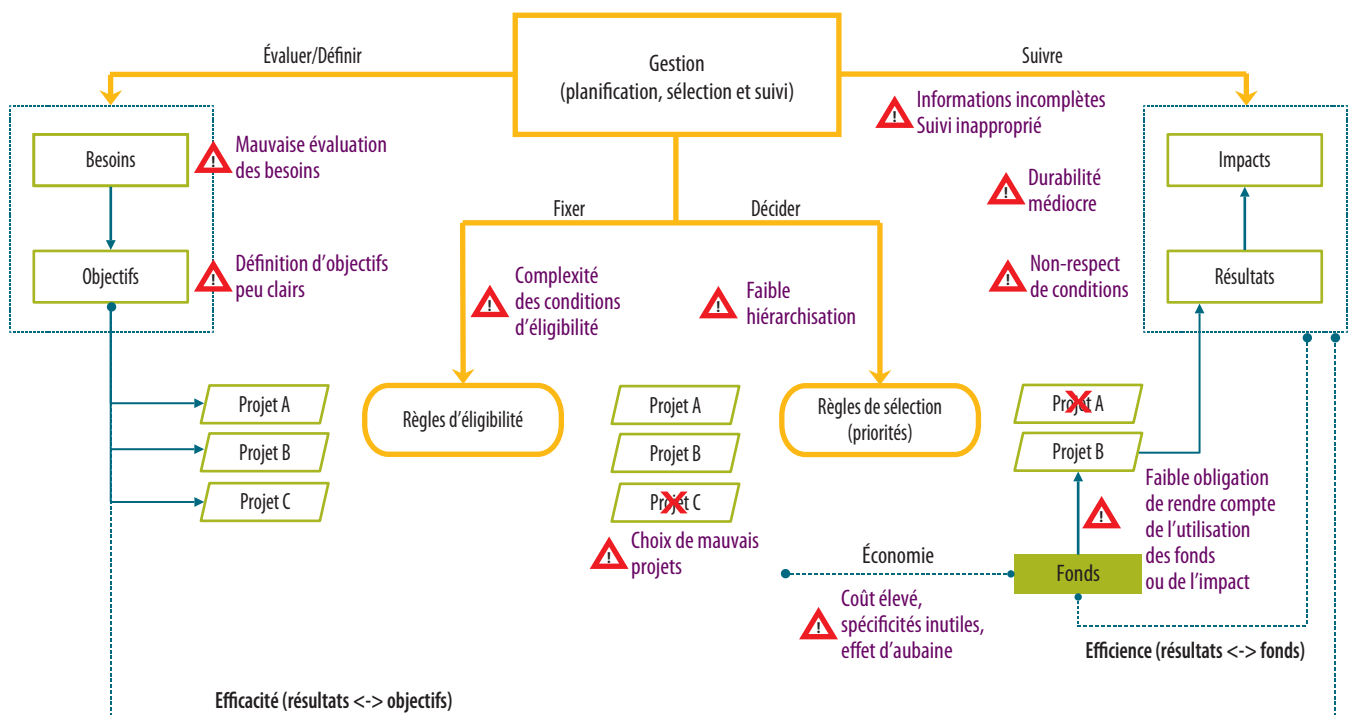 Évaluer/Définir
Gestion
(planification, sélection et suivi)
Suivre
Informations incomplètes
Suivi inapproprié
Besoins
Mauvaise évaluation
des besoins
Impacts
Durabilité
médiocre
Fixer
Décider
Objectifs
Définition d’objectifs
peu clairs
Complexité
des conditions
d’éligibilité
Faible
hiérarchisation
Non-respect
de conditions
Résultats
Projet A
Projet B
Projet C
Règles d’éligibilité
Projet A
Projet B
Projet C
Choix de mauvais
projets
Règles de sélection
(priorités)
Projet A
Projet B
Faible obligation
de rendre compte
de l’utilisation
des fonds
ou de l’impact
Économie
Fonds
Coût élevé,
spécificités inutiles,
effet d’aubaine
Efficience (résultats <-> fonds)
Efficacité (résultats <-> objectifs)